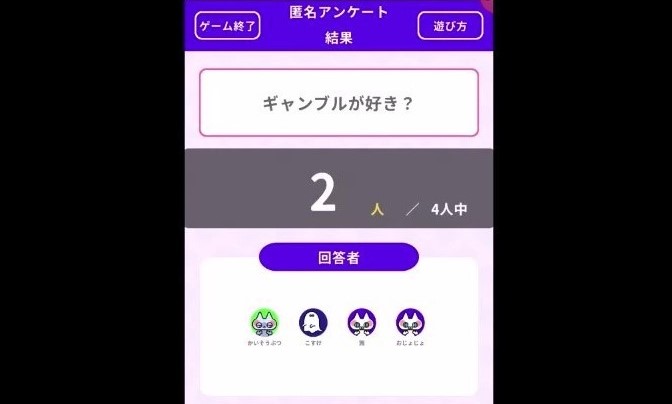 匿名アンケート
ゲーム終了
結果
遊び方
ギャンブルが好き？
2 人 ／ 4人中
回答者
かいそうぶつ
こすけ
おじょじょ